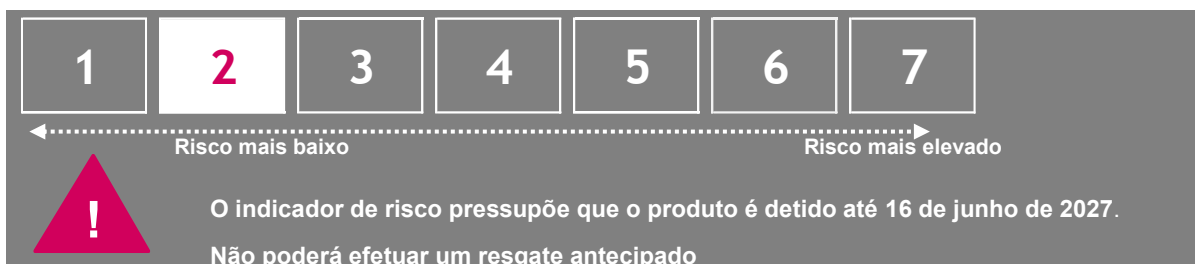 1 2 3 4 5 6 7
Risco mais baixo Risco mais elevado
! O indicador de risco pressupõe que o produto é detido até 16 de junho de 2027.
Não poderá efetuar um resgate antecipado